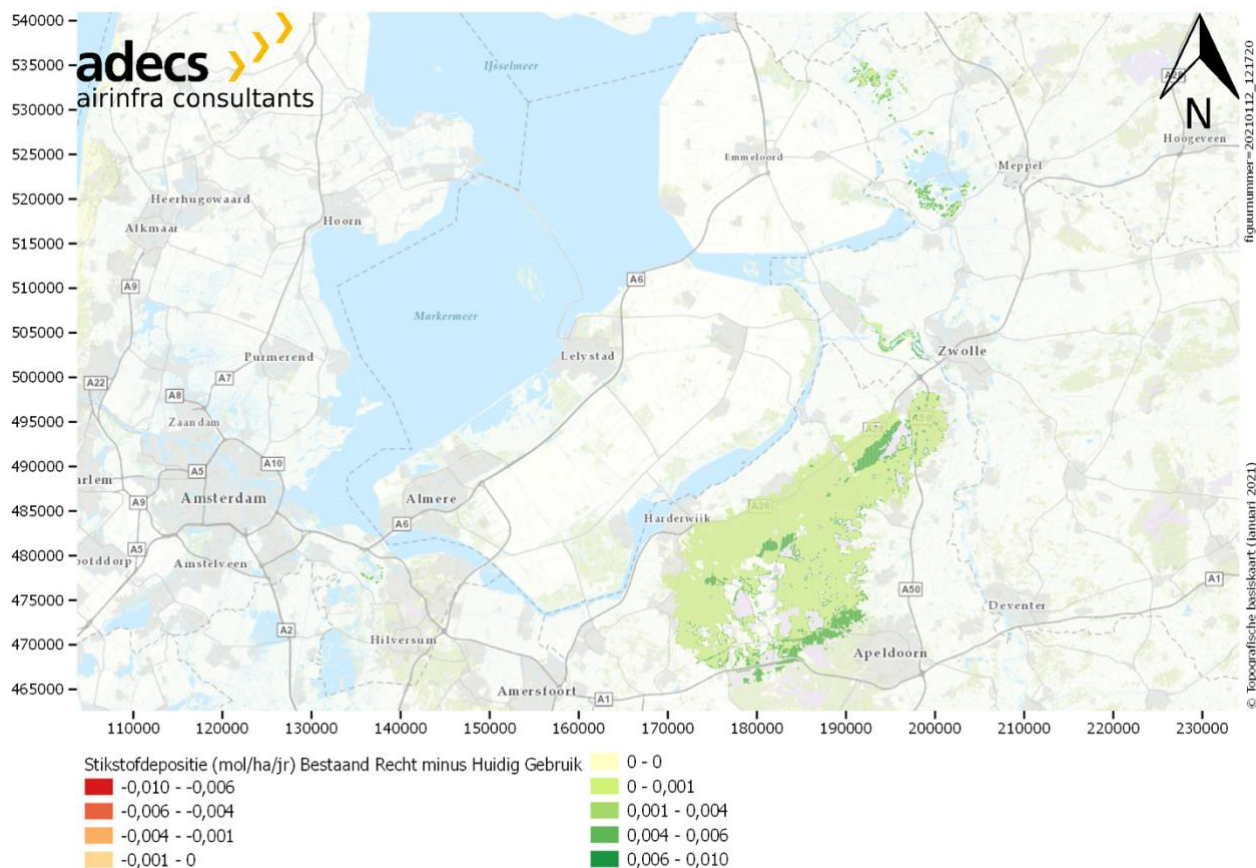 540000
adecs
airinfra consultants
535000
530000
525000
520000
515000
510000
505000
500000
495000
490000
485000
480000
475000
470000
465000
IJsselmeer
Emmeloord
Meppel
Hoogeveen
A28
N
figuurnummer=20210112_121720
Heerhugowaard
Alkmaar
Hoorn
A9
A6
Markermeer
Lelystad
Zwolle
Purmerend
A22
A7
A8
Zaandam
A5
A10
arlem
Amsterdam
A9
Almere
A6
Harderwijk
A28
A5
ootddorp
Amstelveen
A50
Deventer
A1
A2
Hilversum
Apeldoorn
Amersfoort
A1
© Topografische basiskaart (Januari 2021)
110000 120000 130000 140000 150000 160000 170000 180000 190000 200000 210000 220000 230000
Stikstofdepositie (mol/ha/jr) Bestaand Recht minus Huidig Gebruik
-0,010 - -0,006
-0,006 - -0,004
-0,004 - -0,001
-0,001 - 0
0 - 0
0 - 0,001
0,001 - 0,004
0,004 - 0,006
0,006 - 0,010